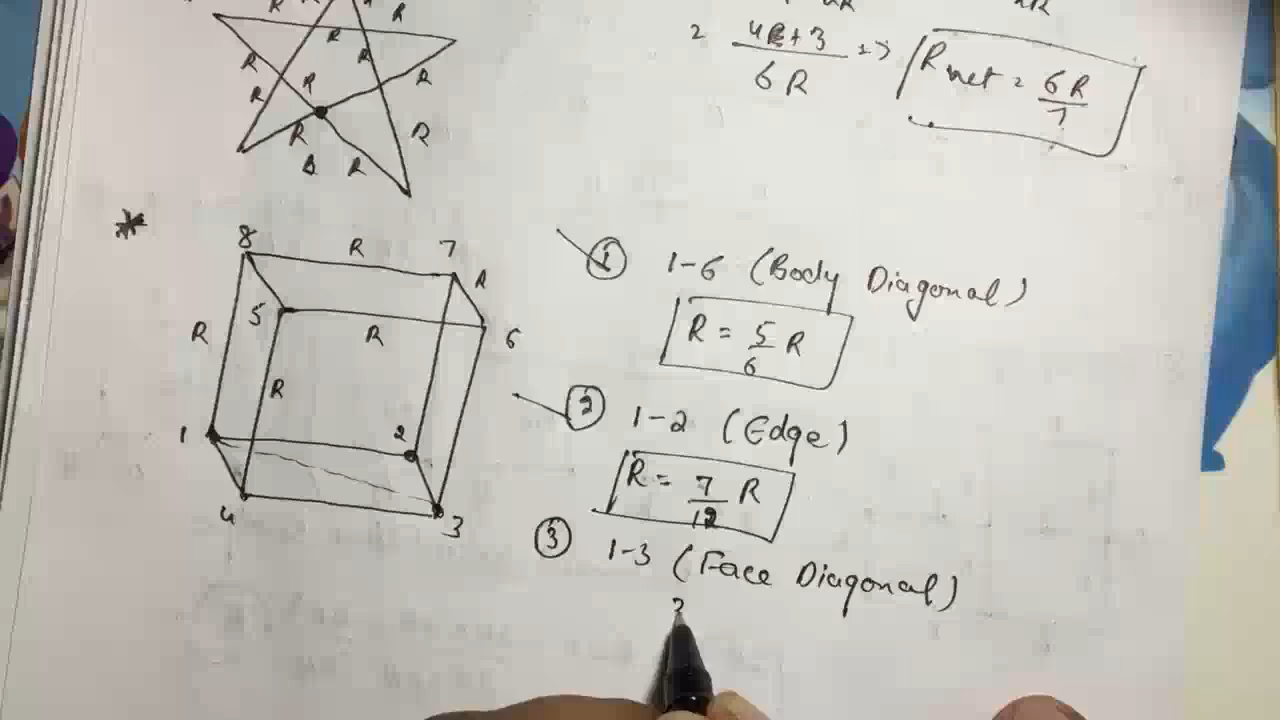 R R R
R
R R
R R R
R R
Δ R
4R+3
6R
Rnet = 6R
7
*
8 R 7 R
5 R 6
R
R
1 2
4 3
① 1-6 (Body Diagonal)
R = 5/6 R
② 1-2 (Edge)
R = 7/12 R
③ 1-3 (Face Diagonal)